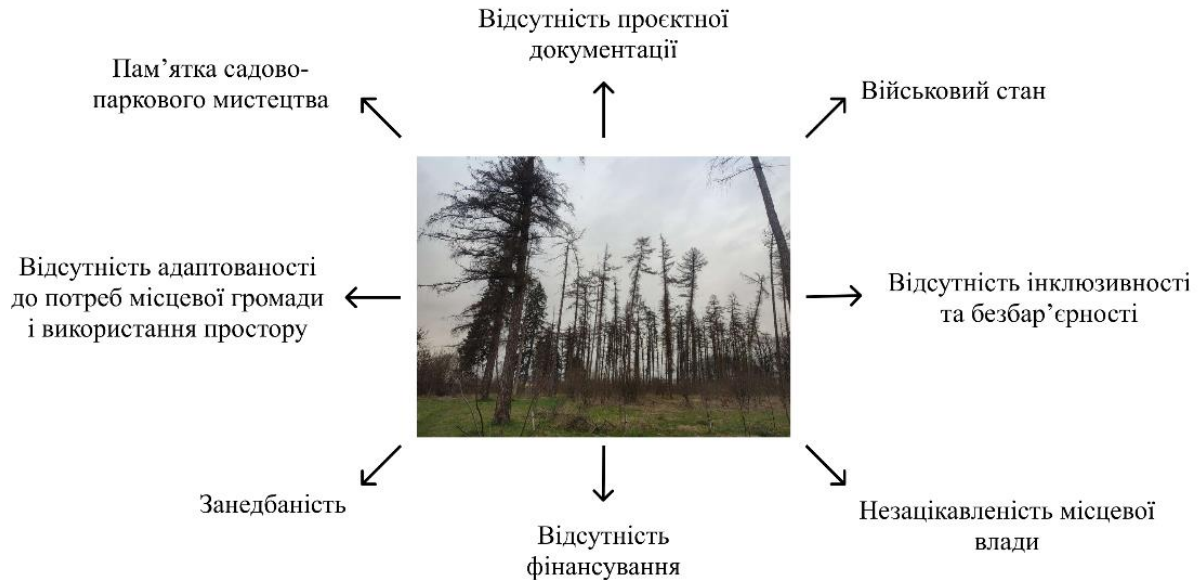 Відсутність проєктної
документації
Пам’ятка садово-
паркового мистецтва
Військовий стан
Відсутність адаптованості
до потреб місцевої громади
і використання простору
Відсутність інклюзивності
та безбар’єрності
Занедбаність
Відсутність
фінансування
Незацікавленість місцевої
влади